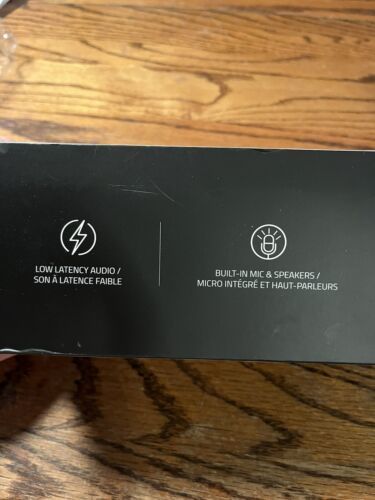 LOW LATENCY AUDIO /
SON À LATENCE FAIBLE
BUILT-IN MIC & SPEAKERS /
MICRO INTÉGRÉ ET HAUT-PARLEURS